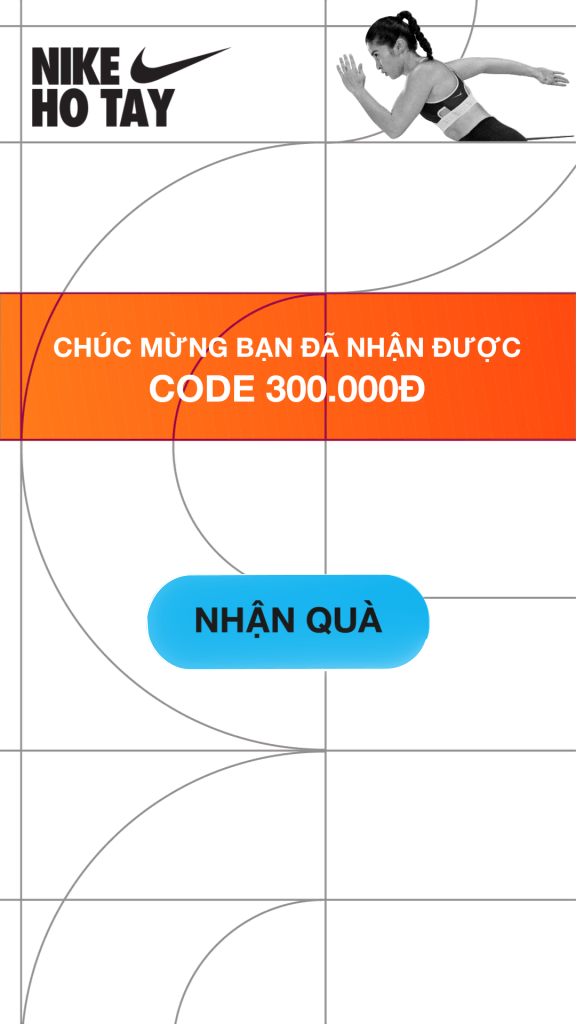 NIKE
HO TAY
CHÚC MỪNG BẠN ĐÃ NHẬN ĐƯỢC
CODE 300.000Đ
NHẬN QUÀ